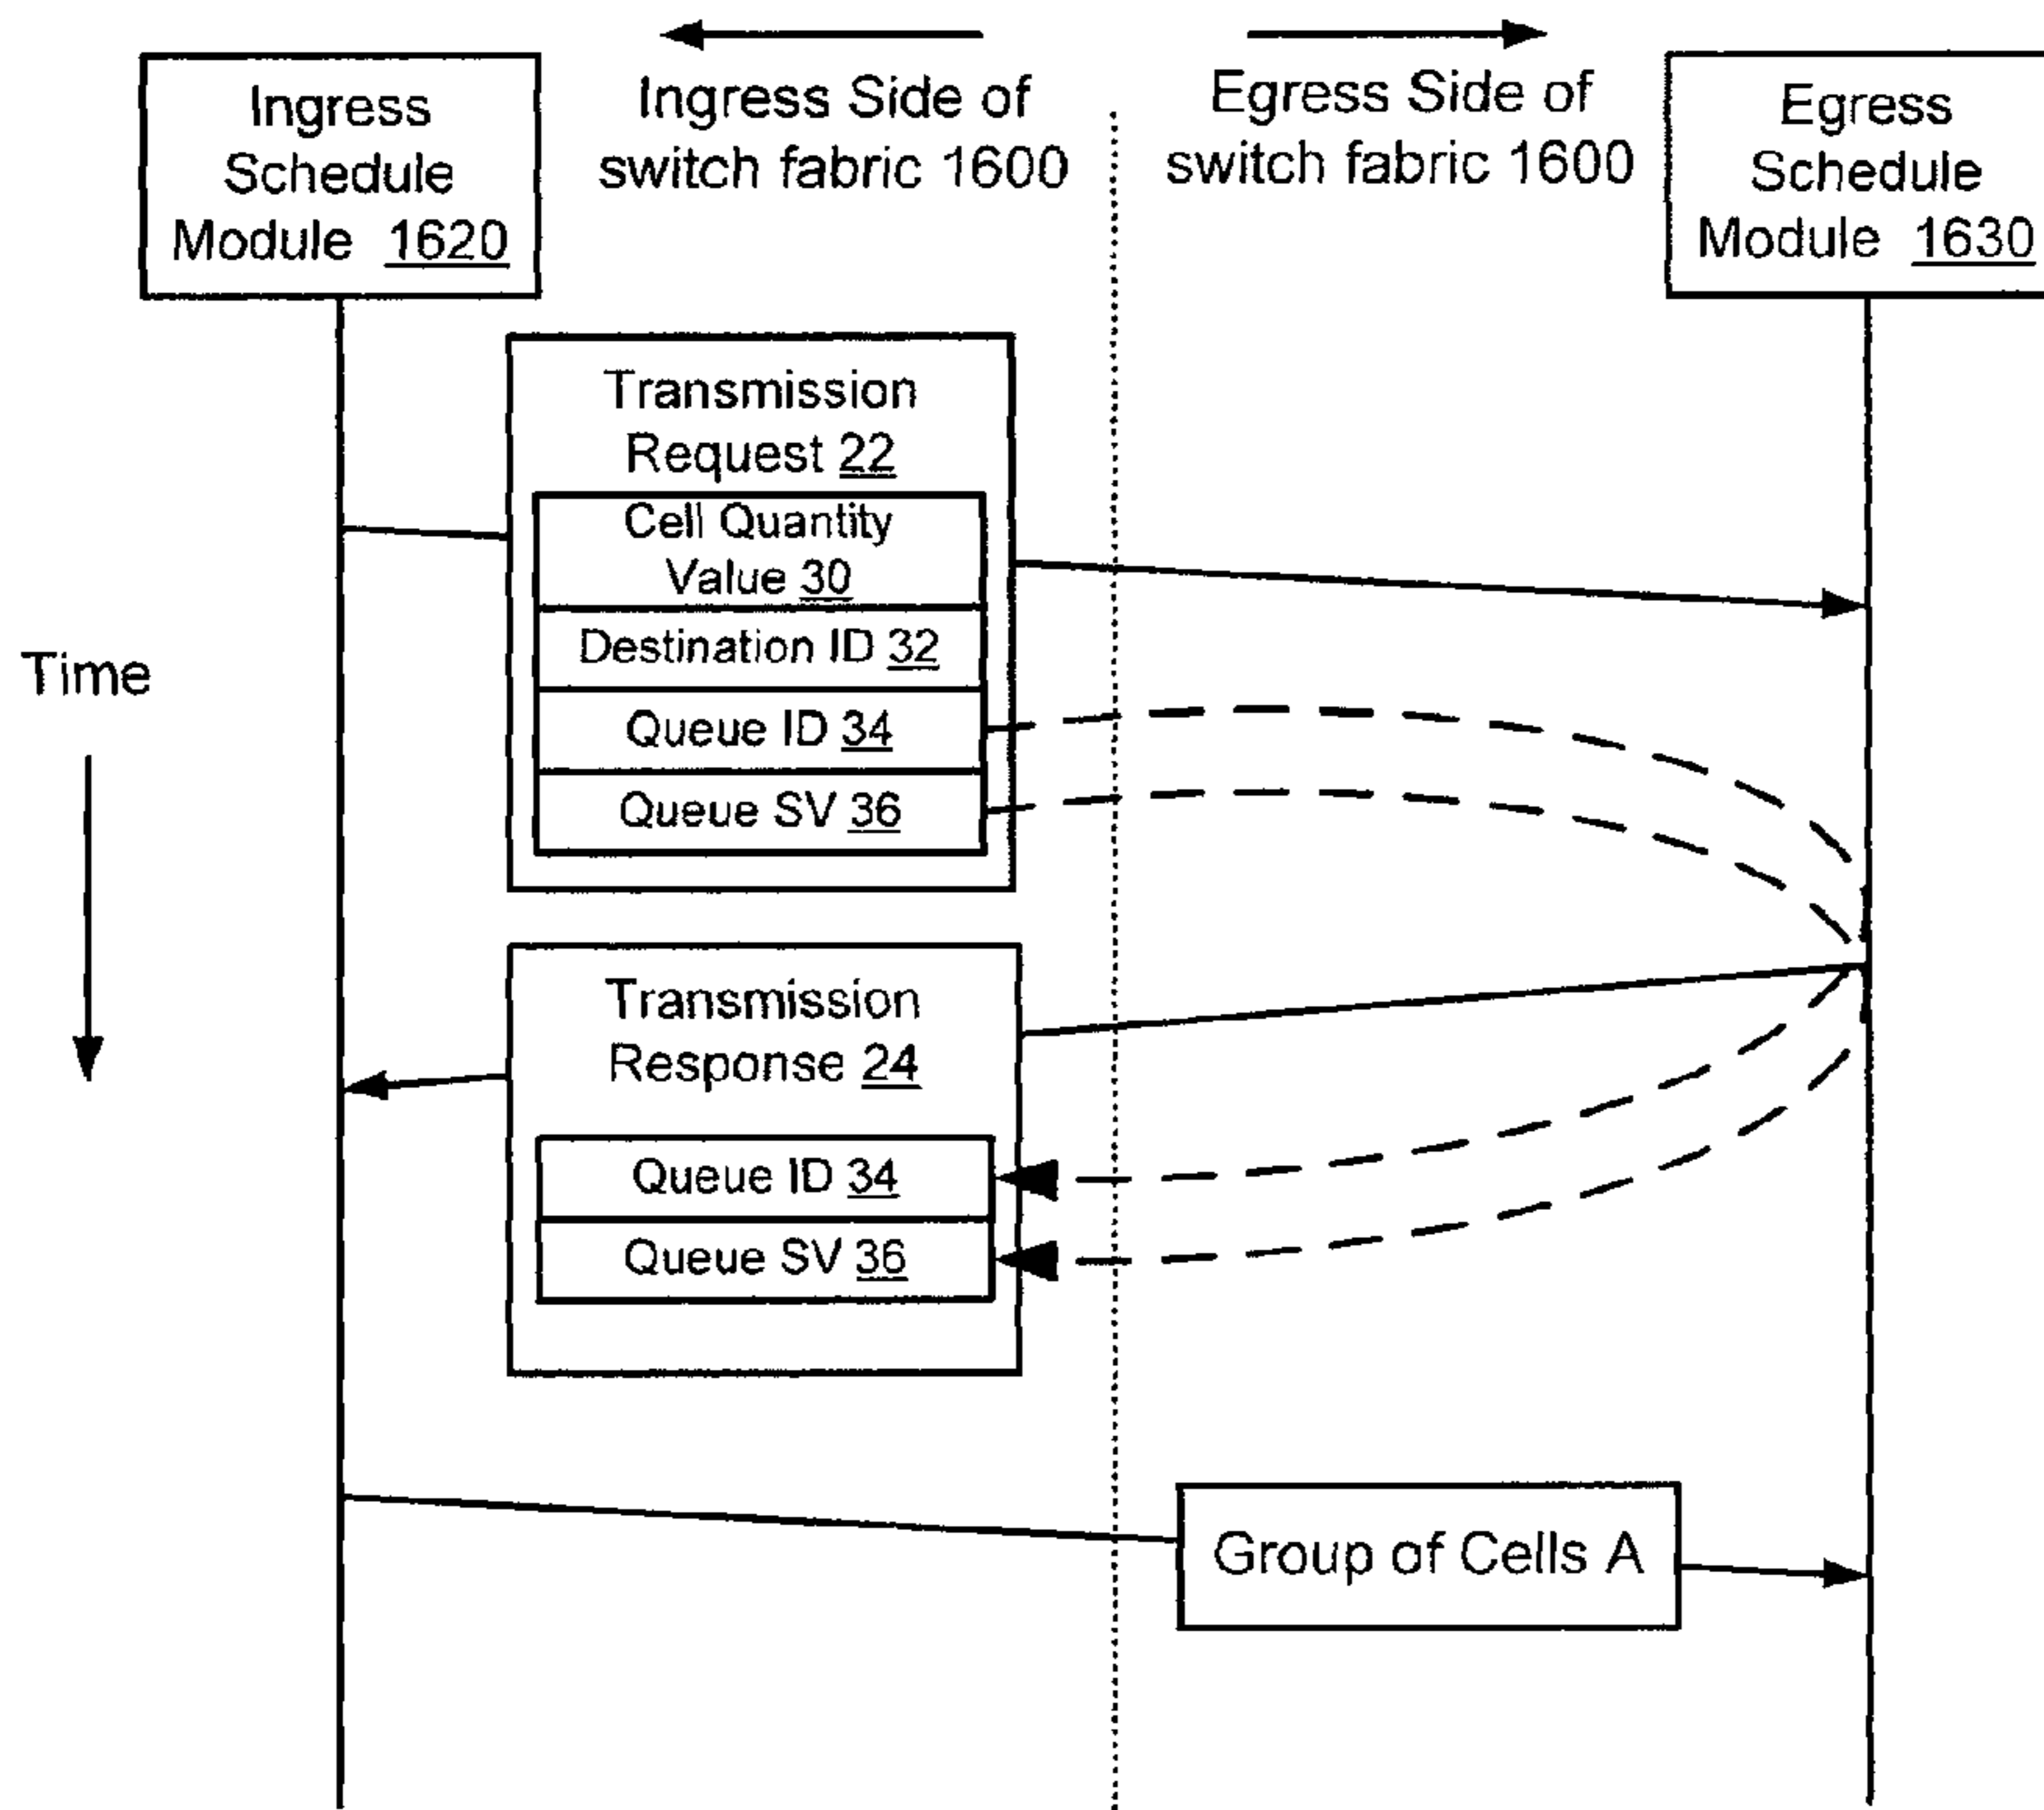 Ingress
Schedule
Module 1620
Ingress Side of
switch fabric 1600
Egress Side of
switch fabric 1600
Egress
Schedule
Module 1630
Transmission
Request 22
Cell Quantity
Value 30
Destination ID 32
Queue ID 34
Queue SV 36
Time
Transmission
Response 24
Queue ID 34
Queue SV 36
Group of Cells A